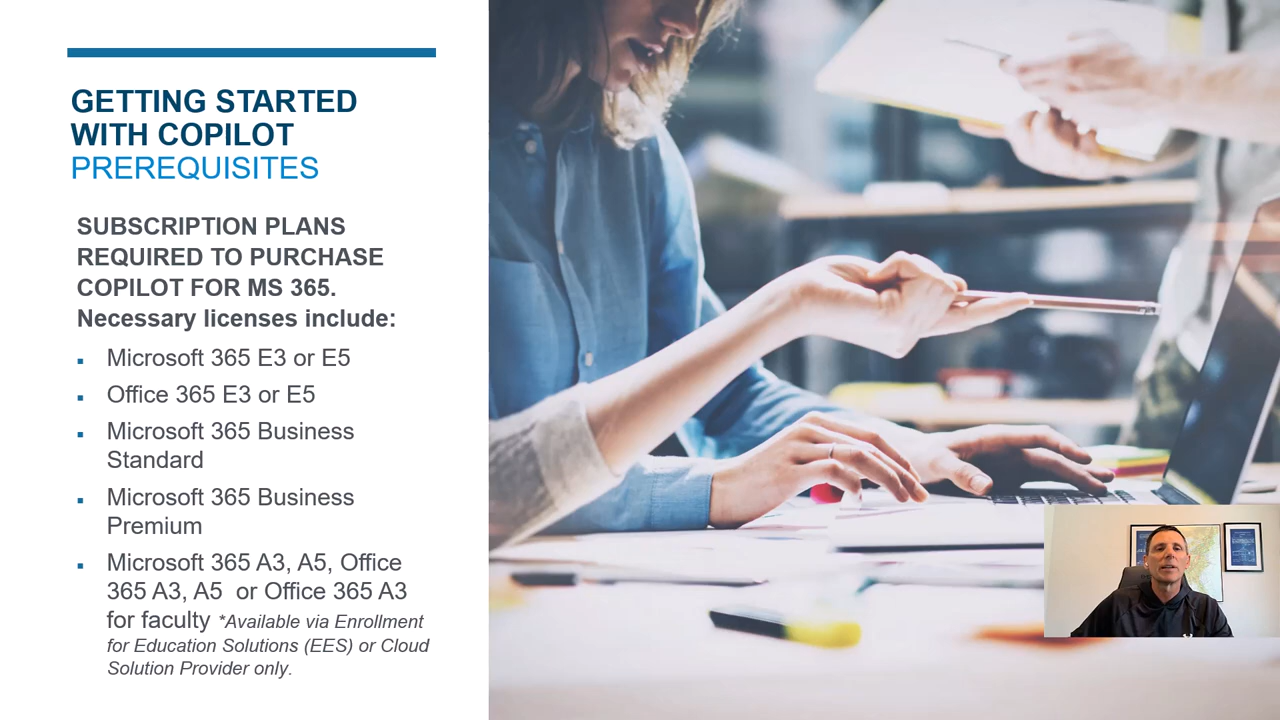 GETTING STARTED
WITH COPILOT
PREREQUISITES
SUBSCRIPTION PLANS
REQUIRED TO PURCHASE
COPILOT FOR MS 365.
Necessary licenses include:
Microsoft 365 E3 or E5
Office 365 E3 or E5
Microsoft 365 Business
Standard
Microsoft 365 Business
Premium
Microsoft 365 A3, A5, Office
365 A3, A5 or Office 365 A3
for faculty *Available via Enrollment
for Education Solutions (EES) or Cloud
Solution Provider only.